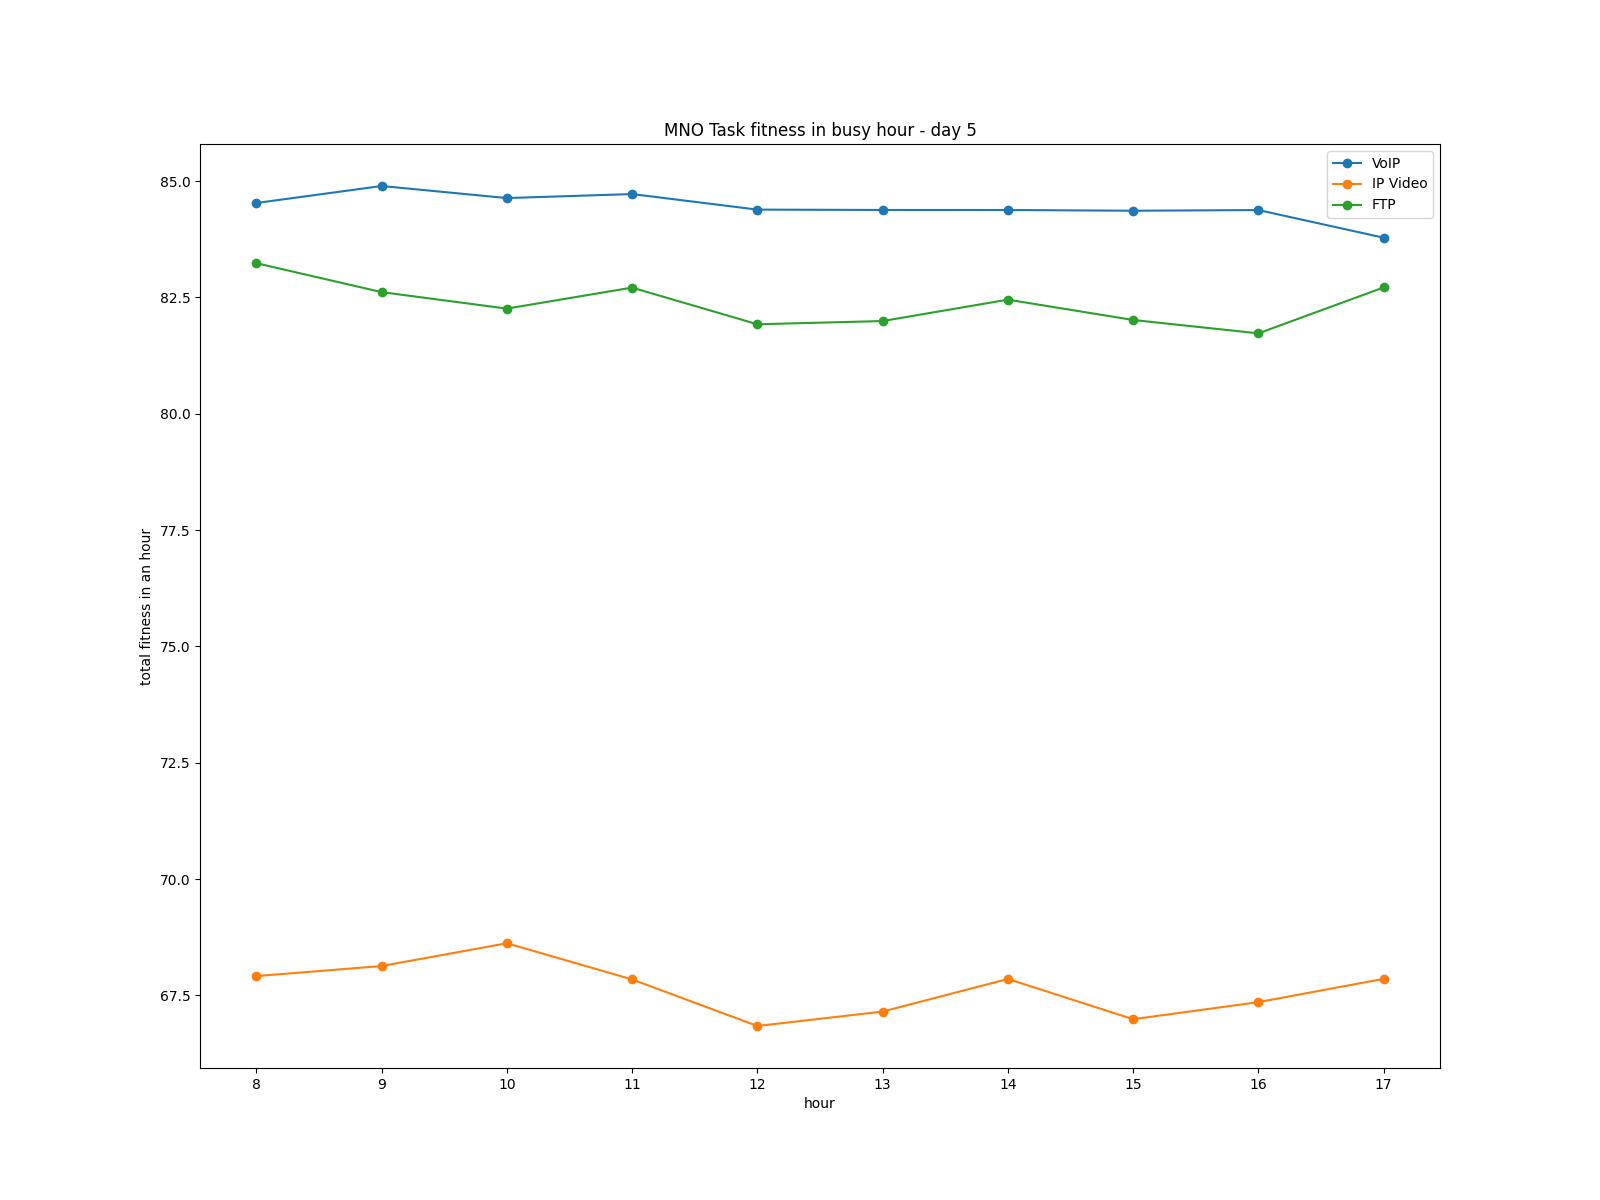 MNO Task fitness in busy hour - day 5
VoIP
IP Video
FTP
total fitness in an hour
85.0
82.5
80.0
77.5
75.0
72.5
70.0
67.5
8 9 10 11 12 13 14 15 16 17
hour